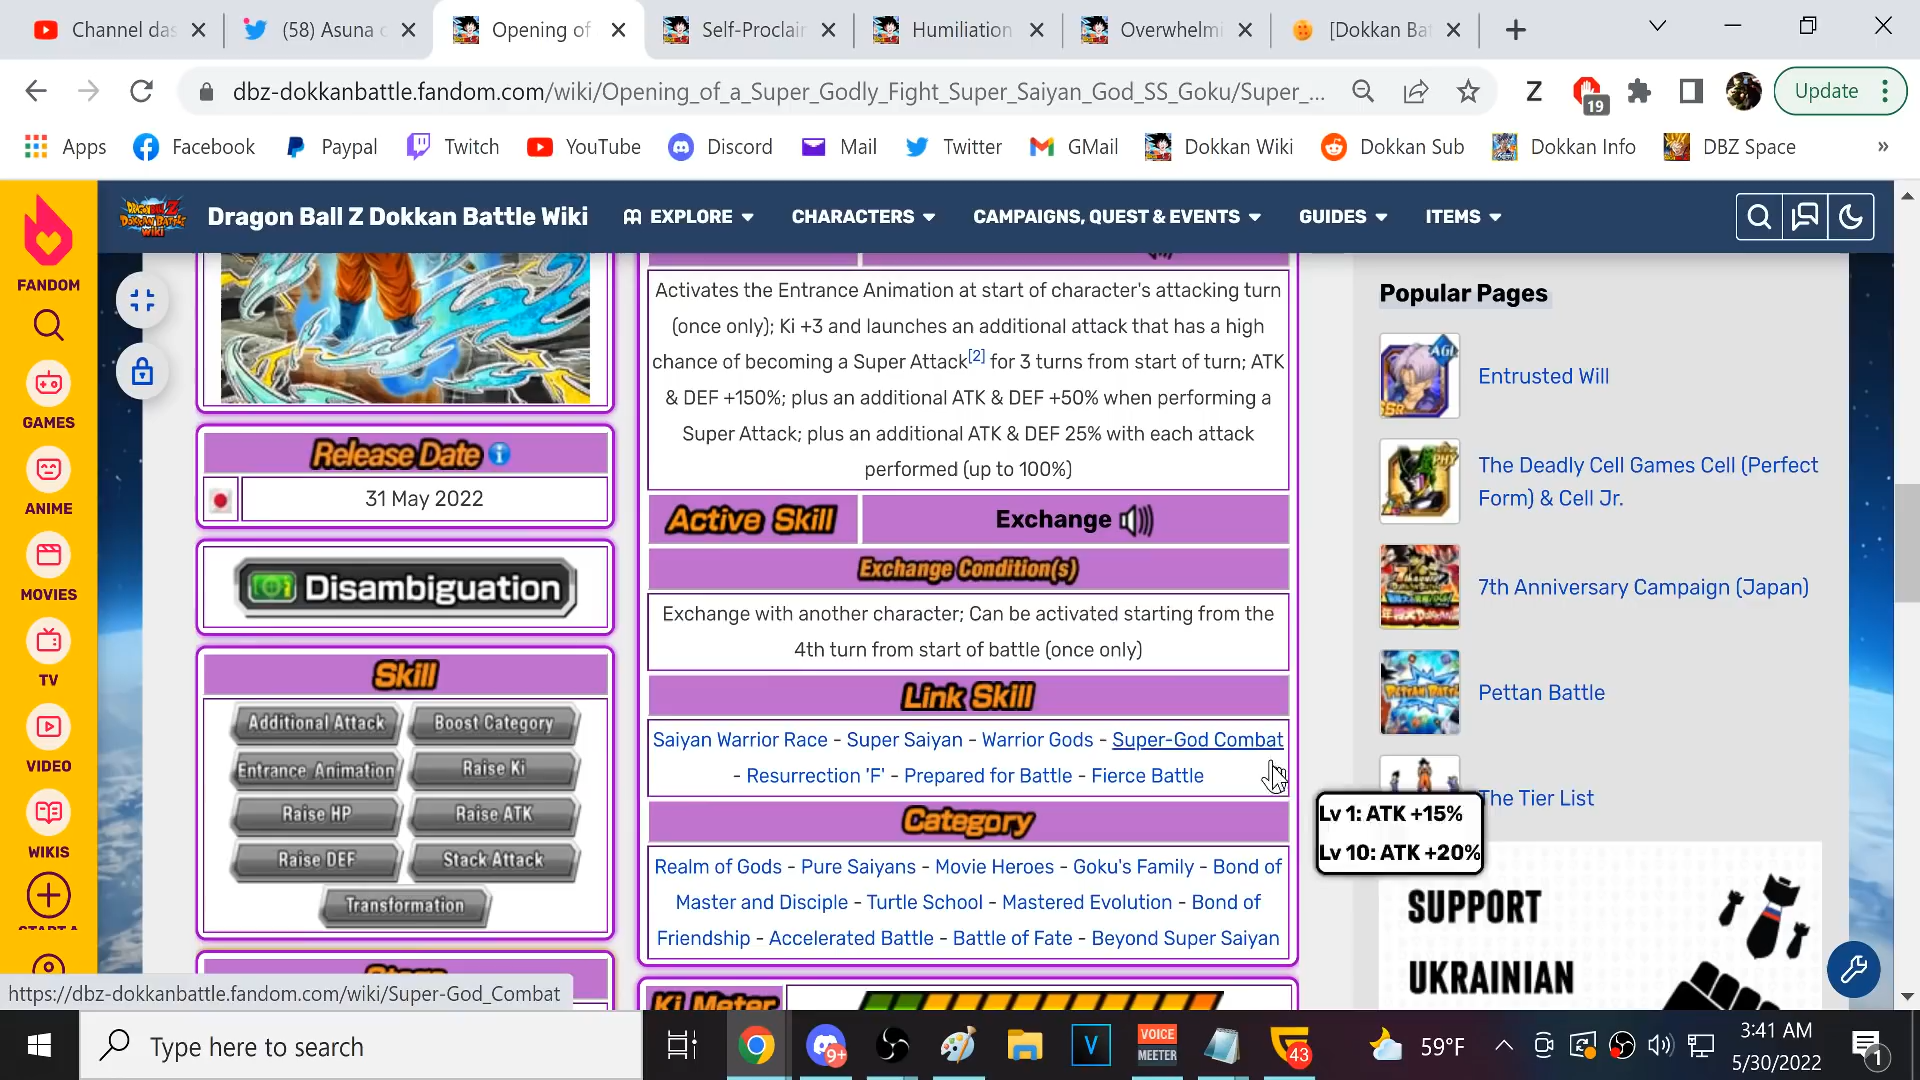 Channel das
(58) Asuna
Opening of
Self-Proclai
Humiliation
Overwhelmi
[Dokkan Ba
dbz-dokkanbattle.fandom.com/wiki/Opening_of_a_Super_Godly_Fight_Super_Saiyan_God_SS_Goku/Super_...
Z
19
Update
Apps
Facebook
Paypal
Twitch
YouTube
Discord
Mail
Twitter
GMail
Dokkan Wiki
Dokkan Sub
Dokkan Info
DBZ Space
»
Dragon Ball Z Dokkan Battle Wiki
EXPLORE
CHARACTERS
CAMPAIGNS, QUEST & EVENTS
GUIDES
ITEMS
FANDOM
GAMES
ANIME
MOVIES
TV
VIDEO
WIKIS
START A
Release Date
31 May 2022
Disambiguation
Skill
Additional Attack
Boost Category
Entrance Animation
Raise Ki
Raise HP
Raise ATK
Raise DEF
Stack Attack
Transformation
Activates the Entrance Animation at start of character's attacking turn
(once only); Ki +3 and launches an additional attack that has a high
chance of becoming a Super Attack[2] for 3 turns from start of turn; ATK
& DEF +150%; plus an additional ATK & DEF +50% when performing a
Super Attack; plus an additional ATK & DEF 25% with each attack
performed (up to 100%)
Active Skill
Exchange
Exchange Condition(s)
Exchange with another character; Can be activated starting from the
4th turn from start of battle (once only)
Link Skill
Saiyan Warrior Race - Super Saiyan - Warrior Gods - Super-God Combat
- Resurrection 'F' - Prepared for Battle - Fierce Battle
Category
Realm of Gods - Pure Saiyans - Movie Heroes - Goku's Family - Bond of
Master and Disciple - Turtle School - Mastered Evolution - Bond of
Friendship - Accelerated Battle - Battle of Fate - Beyond Super Saiyan
Ki Meter
Lv 1: ATK +15%
Lv 10: ATK +20%
Popular Pages
AGL
SSR
Entrusted Will
PHY
The Deadly Cell Games Cell (Perfect
Form) & Cell Jr.
7th Anniversary Campaign (Japan)
Pettan Battle
The Tier List
SUPPORT
UKRAINIAN
https://dbz-dokkanbattle.fandom.com/wiki/Super-God_Combat
Type here to search
9+
V
VOICE
MEETER
43
59°F
3:41 AM
5/30/2022
1